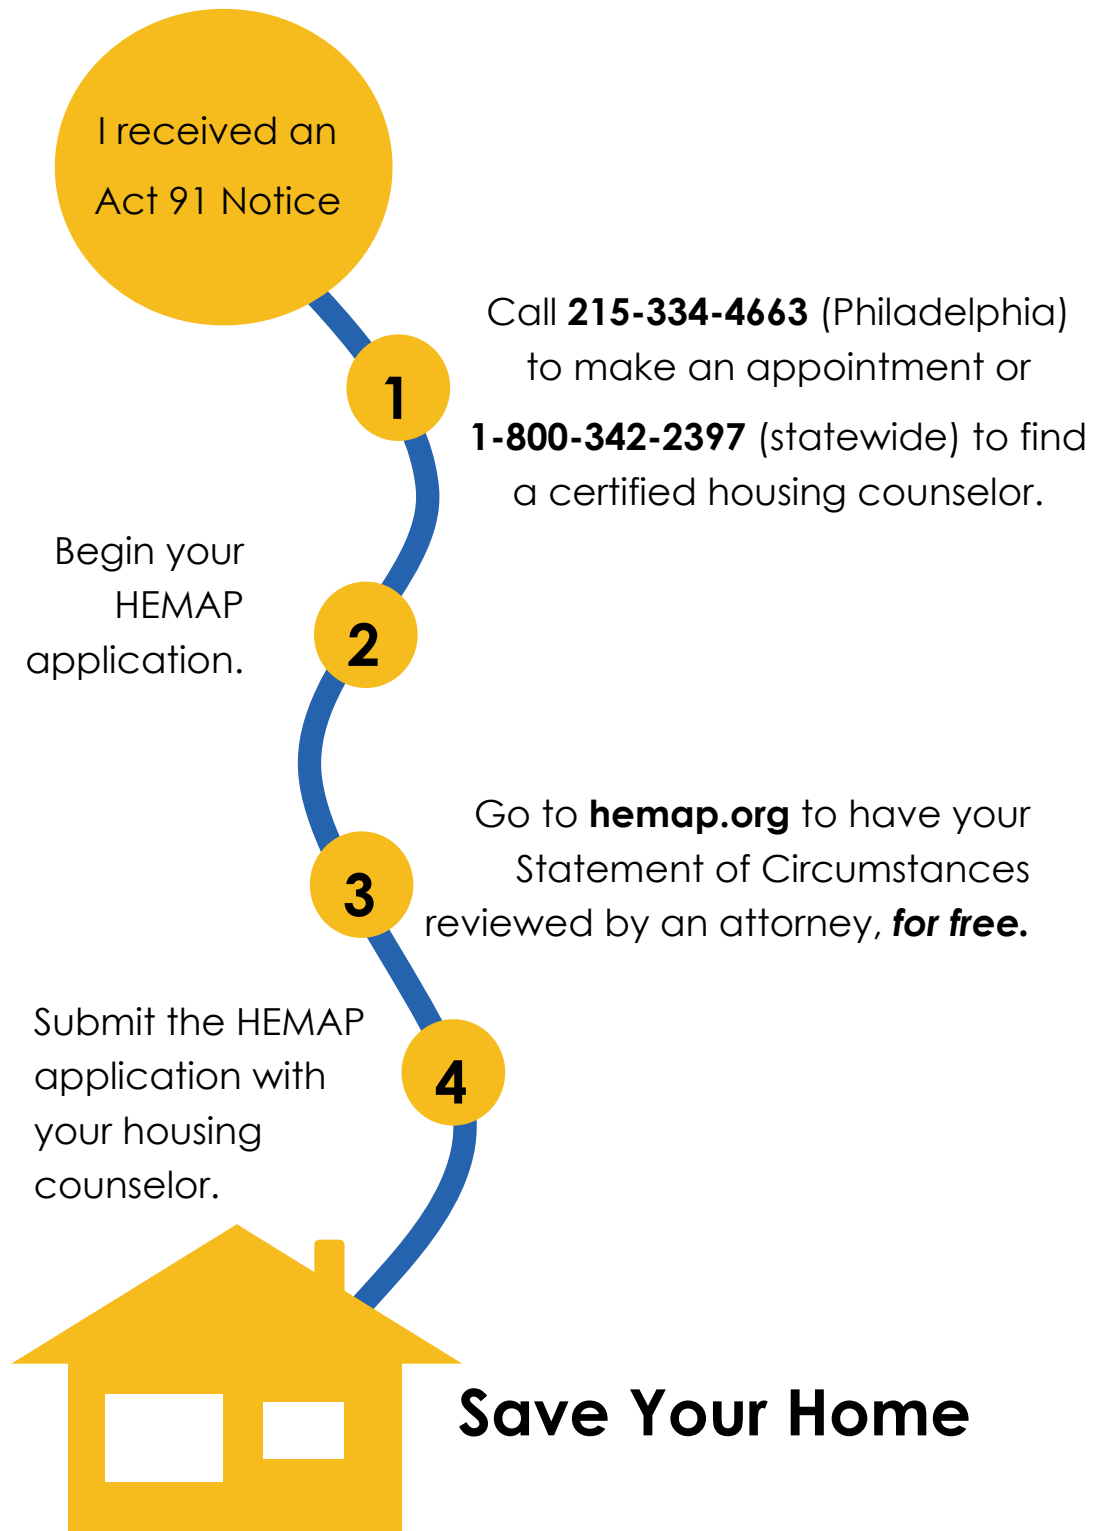 I received an
Act 91 Notice
1
Call 215-334-4663 (Philadelphia)
to make an appointment or
1-800-342-2397 (statewide) to find
a certified housing counselor.
2
Begin your
HEMAP
application.
3
Go to hemap.org to have your
Statement of Circumstances
reviewed by an attorney, for free.
4
Submit the HEMAP
application with
your housing
counselor.
Save Your Home